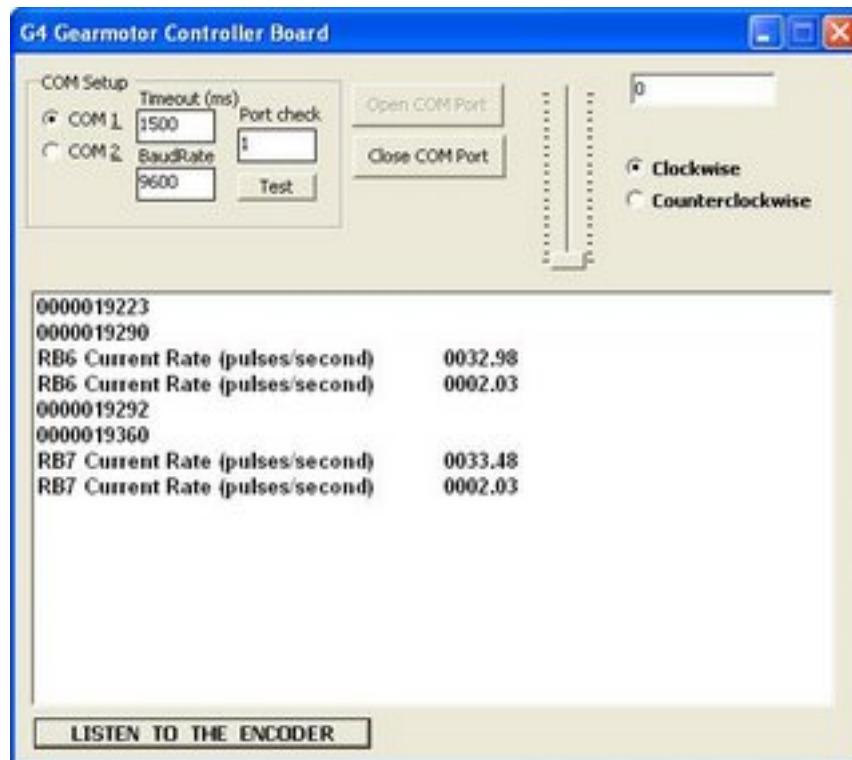 G4 Gearmotor Controller Board
COM Setup
Timeout (ms)
COM 1
1500
Port check
COM 2
BaudRate
1
9600
Test
Open COM Port
Close COM Port
0
Clockwise
Counterclockwise
0000019223
0000019290
RB6 Current Rate (pulses/second) 0032.98
RB6 Current Rate (pulses/second) 0002.03
0000019292
0000019360
RB7 Current Rate (pulses/second) 0033.48
RB7 Current Rate (pulses/second) 0002.03
LISTEN TO THE ENCODER